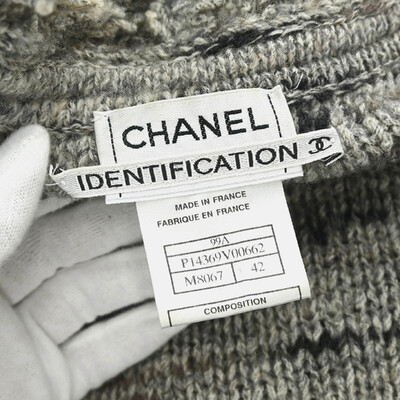 CHANEL
IDENTIFICATION
MADE IN FRANCE
FABRIQUE EN FRANCE
99A
P14369V00662
M8067 42
COMPOSITION